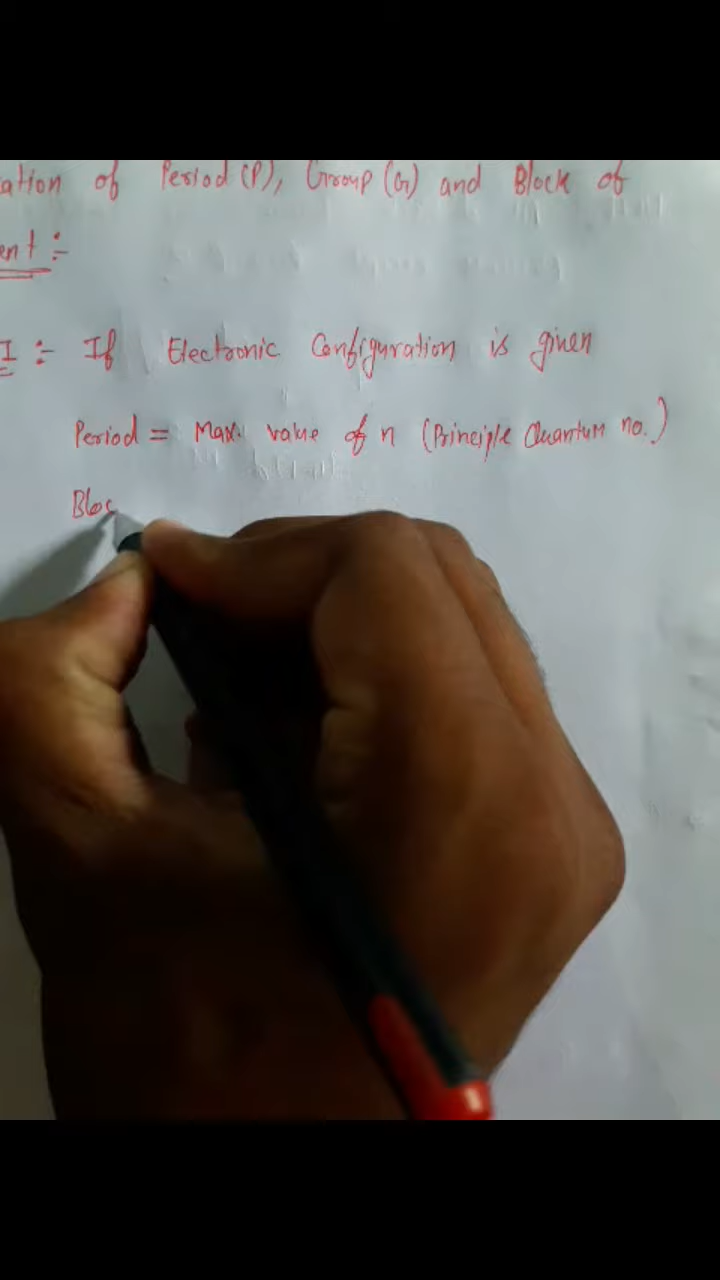 ation of Period (P), Group (G) and Block of
ent :-
I :- If Electronic Configuration is given
Period = Max. value of n (Principle Quantum no.)
Bloc